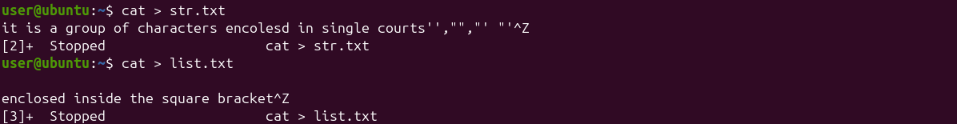 user@ubuntu:~$ cat > str.txt
it is a group of characters encolesd in single courts'',"","' "'^Z
[2]+  Stopped                 cat > str.txt
user@ubuntu:~$ cat > list.txt

enclosed inside the square bracket^Z
[3]+  Stopped                 cat > list.txt